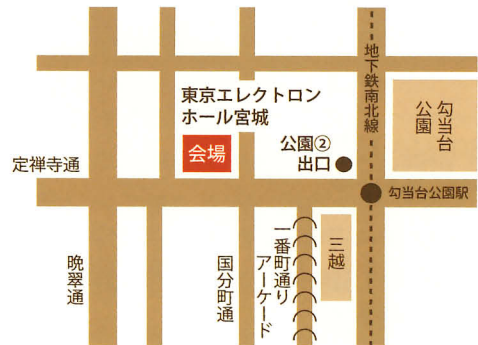 東京エレクトロン
ホール宮城
会場
公園②
出口
地下鉄南北線
勾当台
公園
定禅寺通
勾当台公園駅
晩翠通
国分町通
一番町通り
アーケード
三越